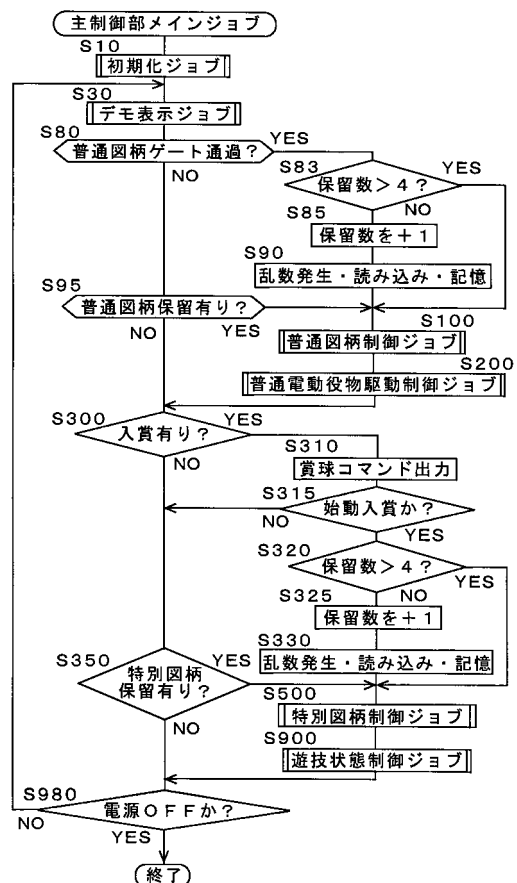 主制御部メインジョブ
S10
初期化ジョブ
S30
デモ表示ジョブ
S80
普通図柄ゲート通過？
YES
NO
S83
保留数＞4？
YES
NO
S85
保留数を＋1
S90
乱数発生・読み込み・記憶
S95
普通図柄保留有り？
NO
YES
S100
普通図柄制御ジョブ
S200
普通電動役物駆動制御ジョブ
S300
入賞有り？
YES
NO
S310
賞球コマンド出力
S315
始動入賞か？
NO
YES
S320
保留数＞4？
YES
NO
S325
保留数を＋1
S330
乱数発生・読み込み・記憶
S350
特別図柄
保留有り？
YES
NO
S500
特別図柄制御ジョブ
S900
遊技状態制御ジョブ
S980
電源OFFか？
NO
YES
終了